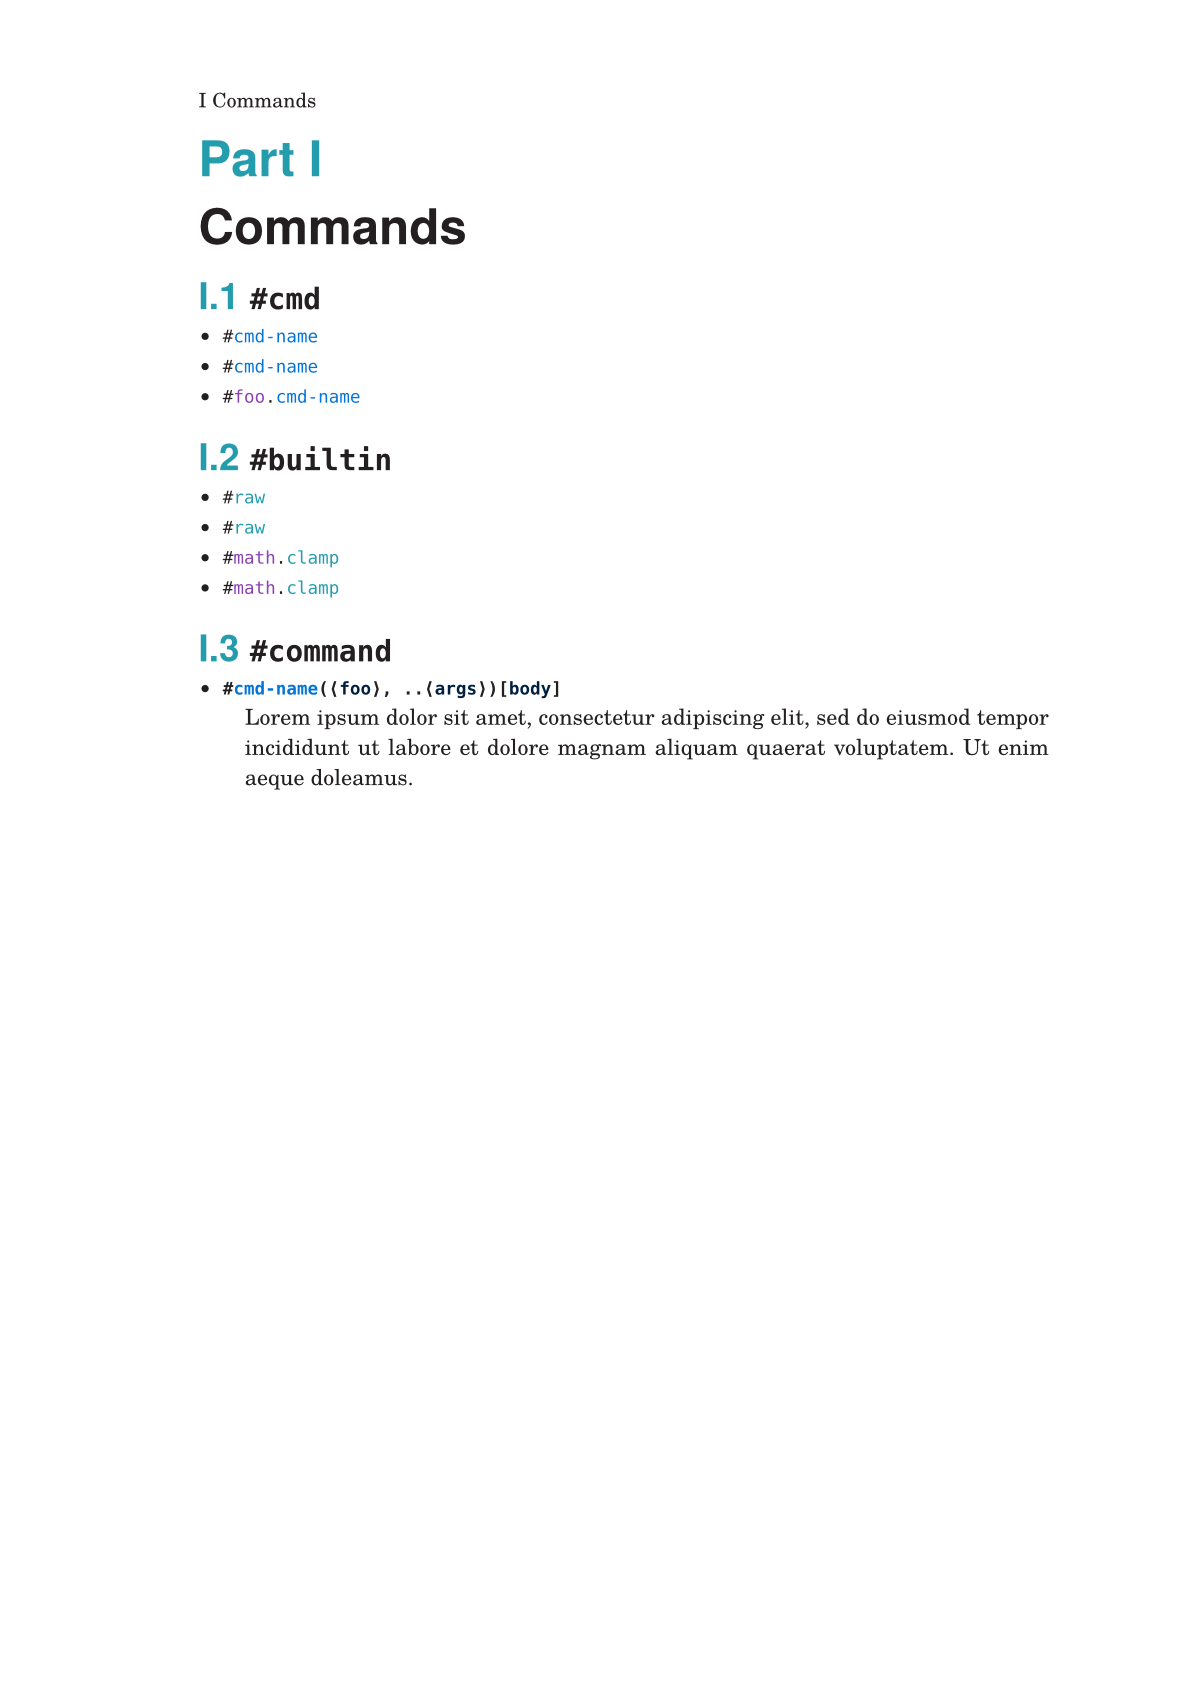 I Commands
Part I
Commands
I.1 #cmd
• #cmd-name
• #cmd-name
• #foo.cmd-name
I.2 #builtin
• #raw
• #raw
• #math.clamp
• #math.clamp
I.3 #command
• #cmd-name(⟨foo⟩, ..⟨args⟩)[body]
Lorem ipsum dolor sit amet, consectetur adipiscing elit, sed do eiusmod tempor
incididunt ut labore et dolore magnam aliquam quaerat voluptatem. Ut enim
aeque doleamus.